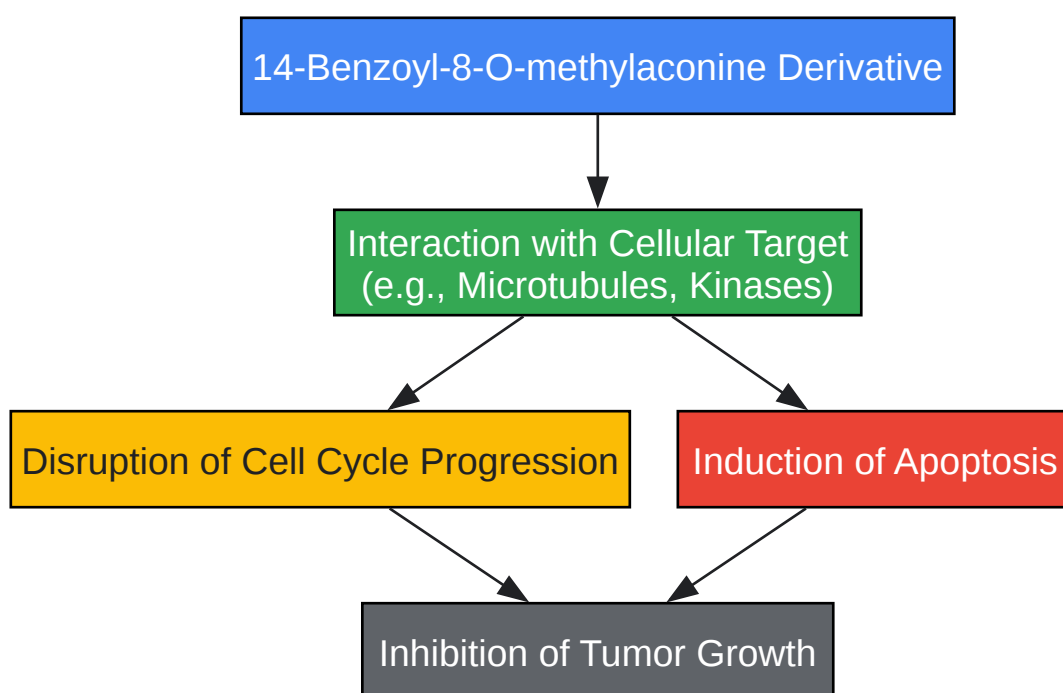 14-Benzoyl-8-O-methylaconine Derivative
Interaction with Cellular Target
(e.g., Microtubules, Kinases)
Disruption of Cell Cycle Progression
Induction of Apoptosis
Inhibition of Tumor Growth